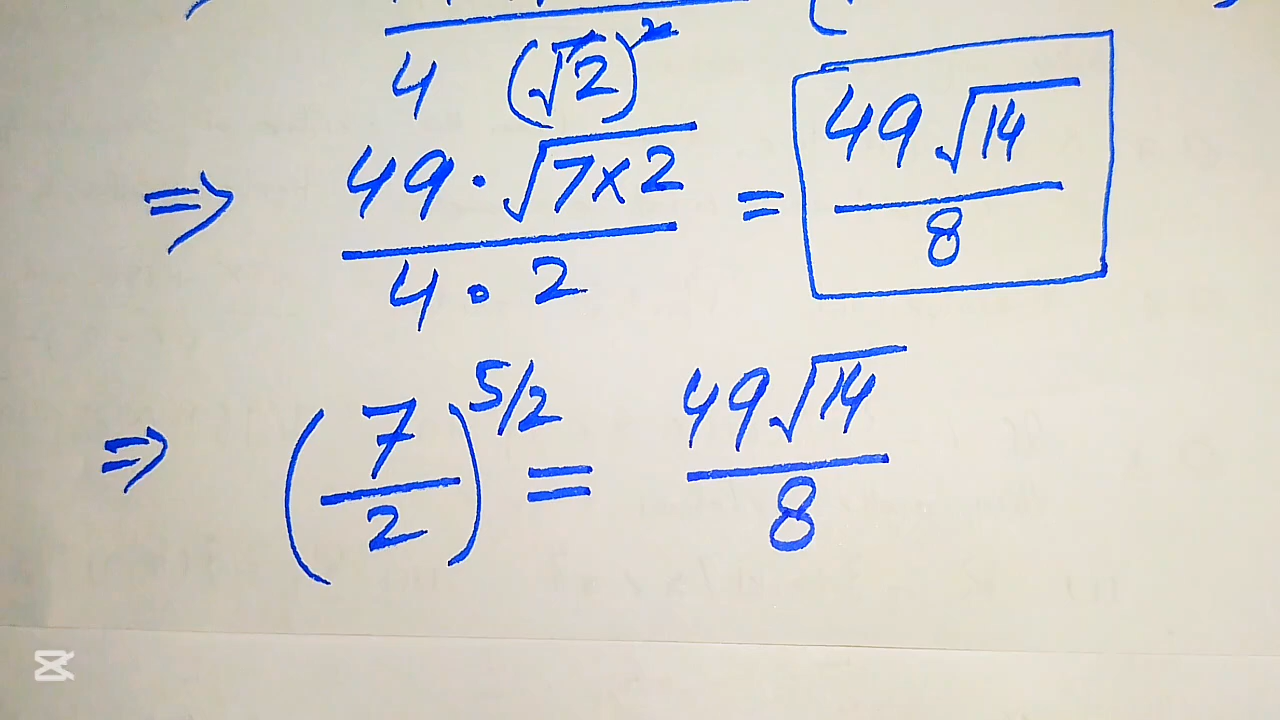 4 (√2)²
⇒ 49·√7×2 / 4·2 = 49√14 / 8
⇒ (7/2)^5/2 = 49√14 / 8